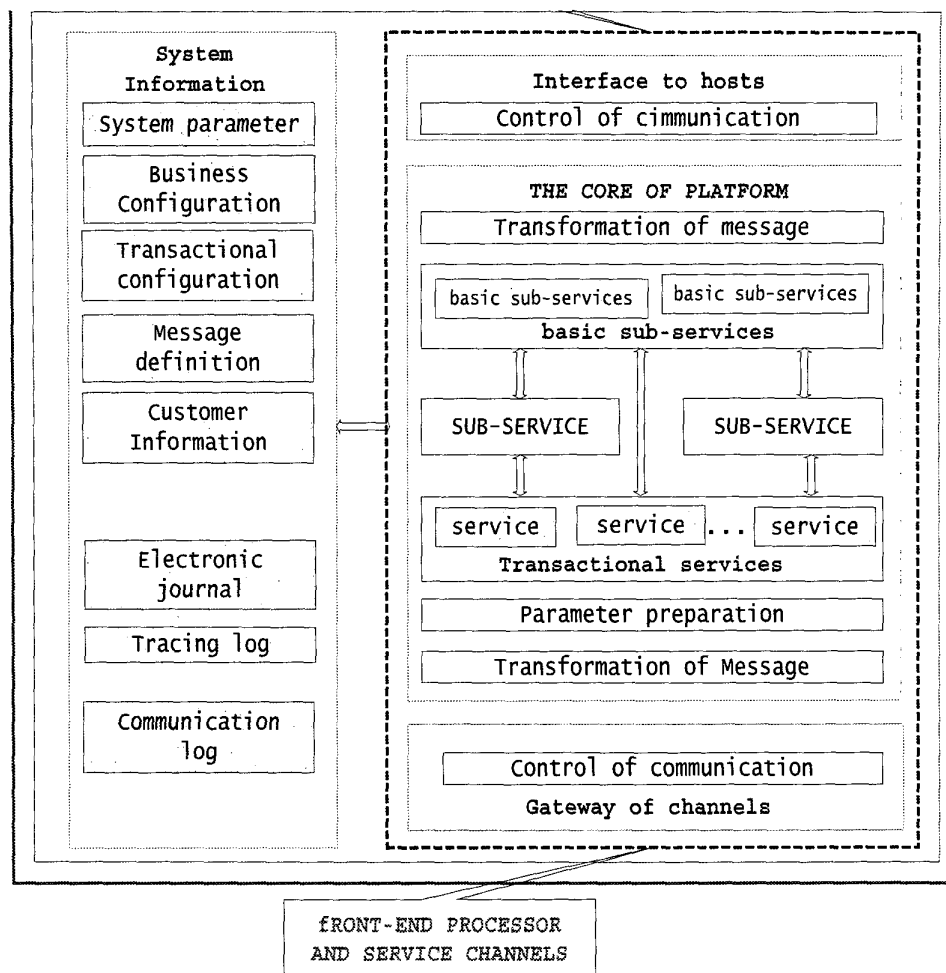 System
Information
System parameter
Business
Configuration
Transactional
configuration
Message
definition
Customer
Information
Electronic
journal
Tracing log
Communication
log
Interface to hosts
Control of cimmunication
THE CORE OF PLATFORM
Transformation of message
basic sub-services
basic sub-services
basic sub-services
SUB-SERVICE
SUB-SERVICE
service
service
...
service
Transactional services
Parameter preparation
Transformation of Message
Control of communication
Gateway of channels
fRONT-END PROCESSOR
AND SERVICE CHANNELS